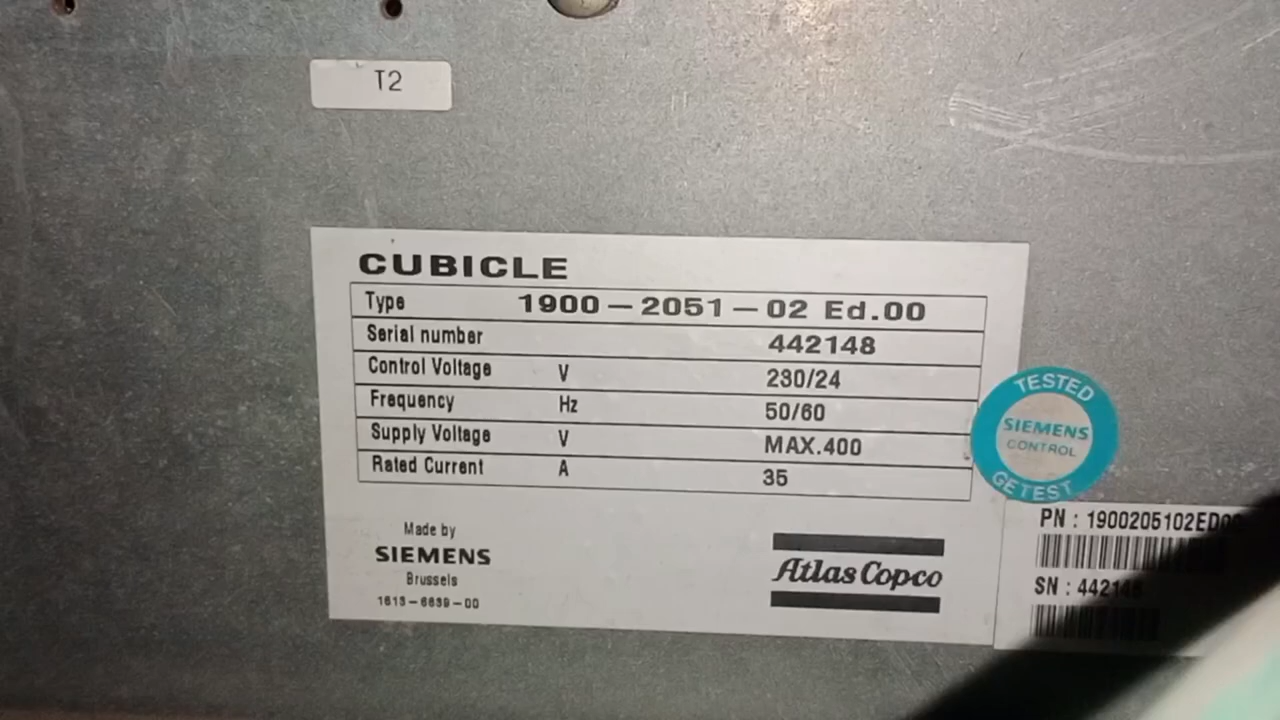 T2
CUBICLE
Type 1900-2051-02 Ed.00
Serial number 442148
Control Voltage V 230/24
Frequency Hz 50/60
Supply Voltage V MAX.400
Rated Current A 35
Made by
SIEMENS
Brussels
1613-6639-00
Atlas Copco
TESTED
SIEMENS
CONTROL
GETEST
PN : 1900205102ED00
SN : 442148